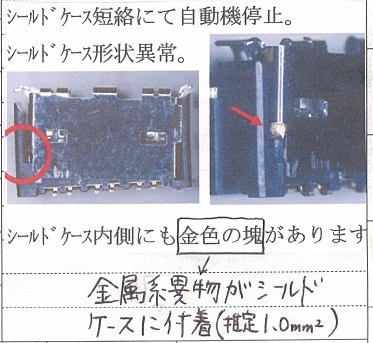 シールドケース短絡にて自動機停止。
シールドケース形状異常。
シールドケース内側にも金色の塊があります
金属系異物がシールド
ケースに付着(推定1.0mm²)